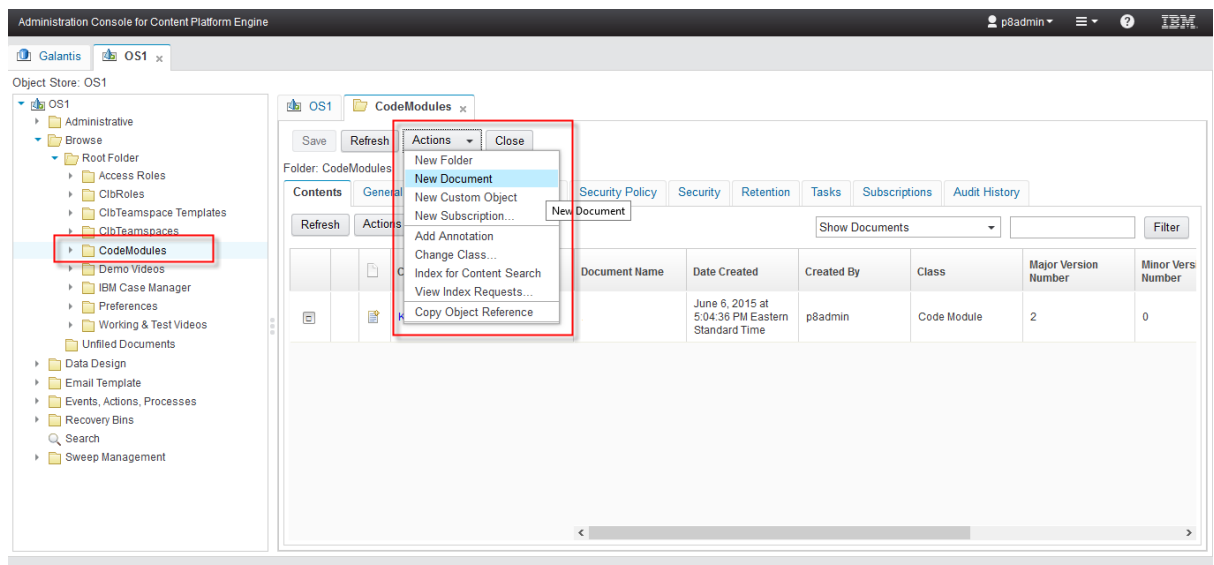 Administration Console for Content Platform Engine
p8admin
IBM
Galantis
OS1
Object Store: OS1
OS1
Administrative
Browse
Root Folder
Access Roles
ClbRoles
ClbTeamspace Templates
ClbTeamspaces
CodeModules
Demo Videos
IBM Case Manager
Preferences
Working & Test Videos
Unfiled Documents
Data Design
Email Template
Events, Actions, Processes
Recovery Bins
Search
Sweep Management
OS1
CodeModules
Save
Refresh
Actions
Close
Folder: CodeModules
New Folder
New Document
New Custom Object
New Subscription...
Add Annotation
Change Class...
Index for Content Search
View Index Requests...
Copy Object Reference
New Document
Contents
Security Policy
Security
Retention
Tasks
Subscriptions
Audit History
Refresh
Show Documents
Filter
Document Name
Date Created
Created By
Class
Major Version
Number
Minor Vers
Number
June 6, 2015 at
5:04:36 PM Eastern
Standard Time
p8admin
Code Module
2
0